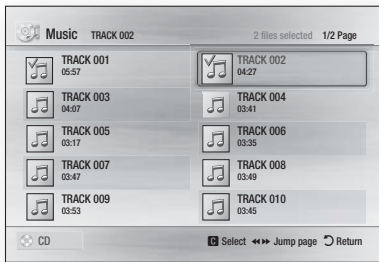 Music TRACK 002 2 files selected 1/2 Page
TRACK 001 TRACK 002
05:57 04:27
TRACK 003 TRACK 004
04:07 03:41
TRACK 005 TRACK 006
03:17 03:35
TRACK 007 TRACK 008
03:47 03:49
TRACK 009 TRACK 010
03:53 03:45
CD C Select Jump page Return